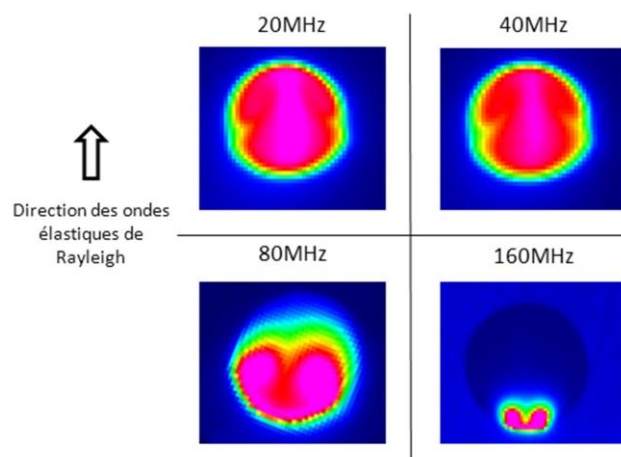 20MHz
40MHz
Direction des ondes
élastiques de
Rayleigh
80MHz
160MHz